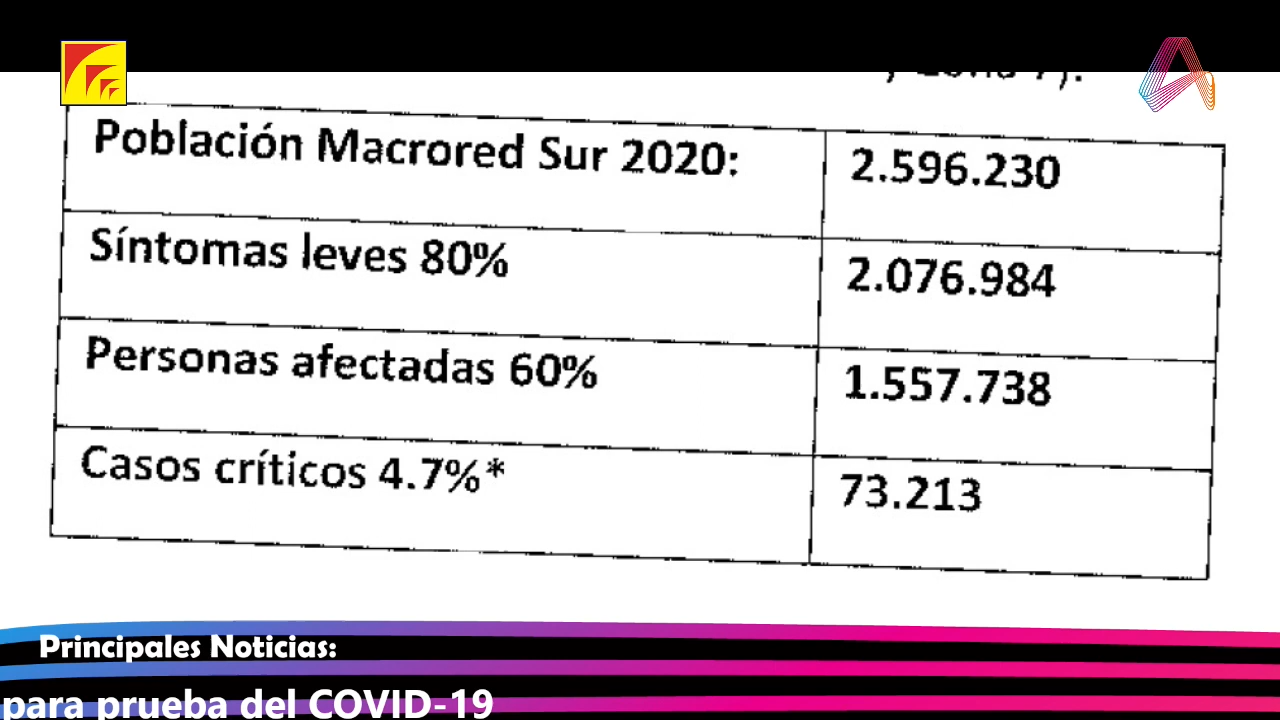 Población Macrored Sur 2020: 2.596.230
Síntomas leves 80% 2.076.984
Personas afectadas 60% 1.557.738
Casos críticos 4.7%* 73.213
Principales Noticias:
para prueba del COVID-19